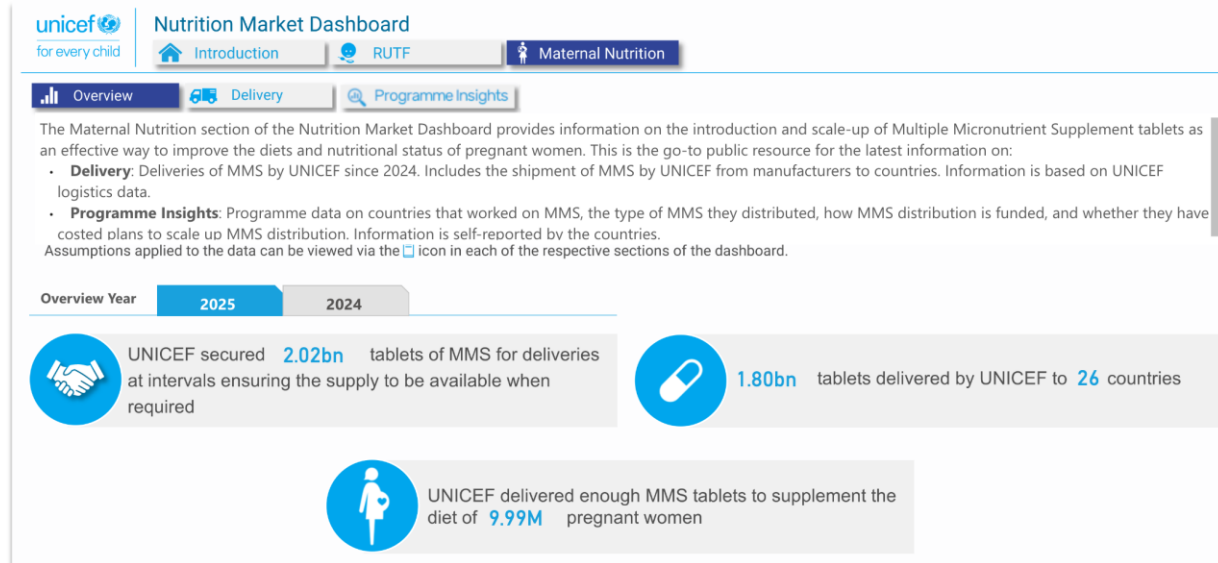 unicef
for every child
Nutrition Market Dashboard
Introduction
RUTF
Maternal Nutrition
Overview
Delivery
Programme Insights
The Maternal Nutrition section of the Nutrition Market Dashboard provides information on the introduction and scale-up of Multiple Micronutrient Supplement tablets as
an effective way to improve the diets and nutritional status of pregnant women. This is the go-to public resource for the latest information on:
• Delivery: Deliveries of MMS by UNICEF since 2024. Includes the shipment of MMS by UNICEF from manufacturers to countries. Information is based on UNICEF
logistics data.
• Programme Insights: Programme data on countries that worked on MMS, the type of MMS they distributed, how MMS distribution is funded, and whether they have
costed plans to scale up MMS distribution. Information is self-reported by the countries.
Assumptions applied to the data can be viewed via the icon in each of the respective sections of the dashboard.
Overview Year
2025
2024
UNICEF secured 2.02bn tablets of MMS for deliveries
at intervals ensuring the supply to be available when
required
1.80bn tablets delivered by UNICEF to 26 countries
UNICEF delivered enough MMS tablets to supplement the
diet of 9.99M pregnant women